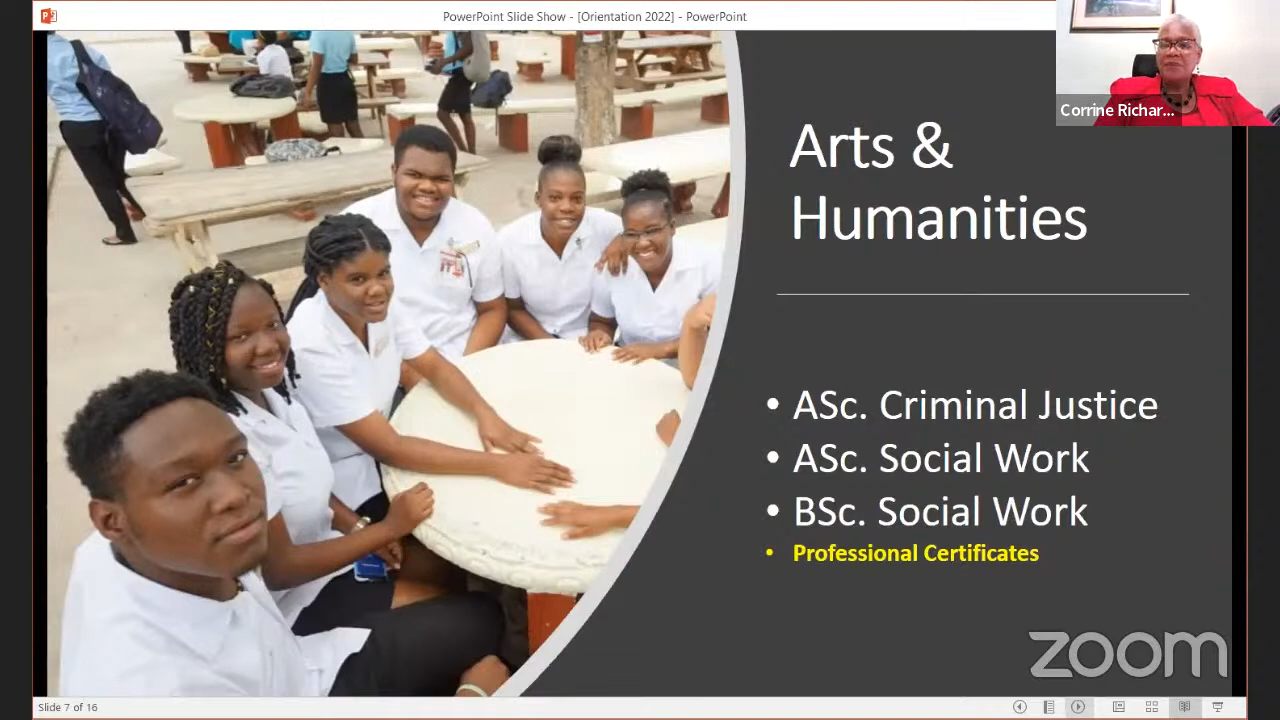 PowerPoint Slide Show - [Orientation 2022] - PowerPoint
Corrine Richar...
Arts &
Humanities
• ASc. Criminal Justice
• ASc. Social Work
• BSc. Social Work
• Professional Certificates
zoom
Slide 7 of 16